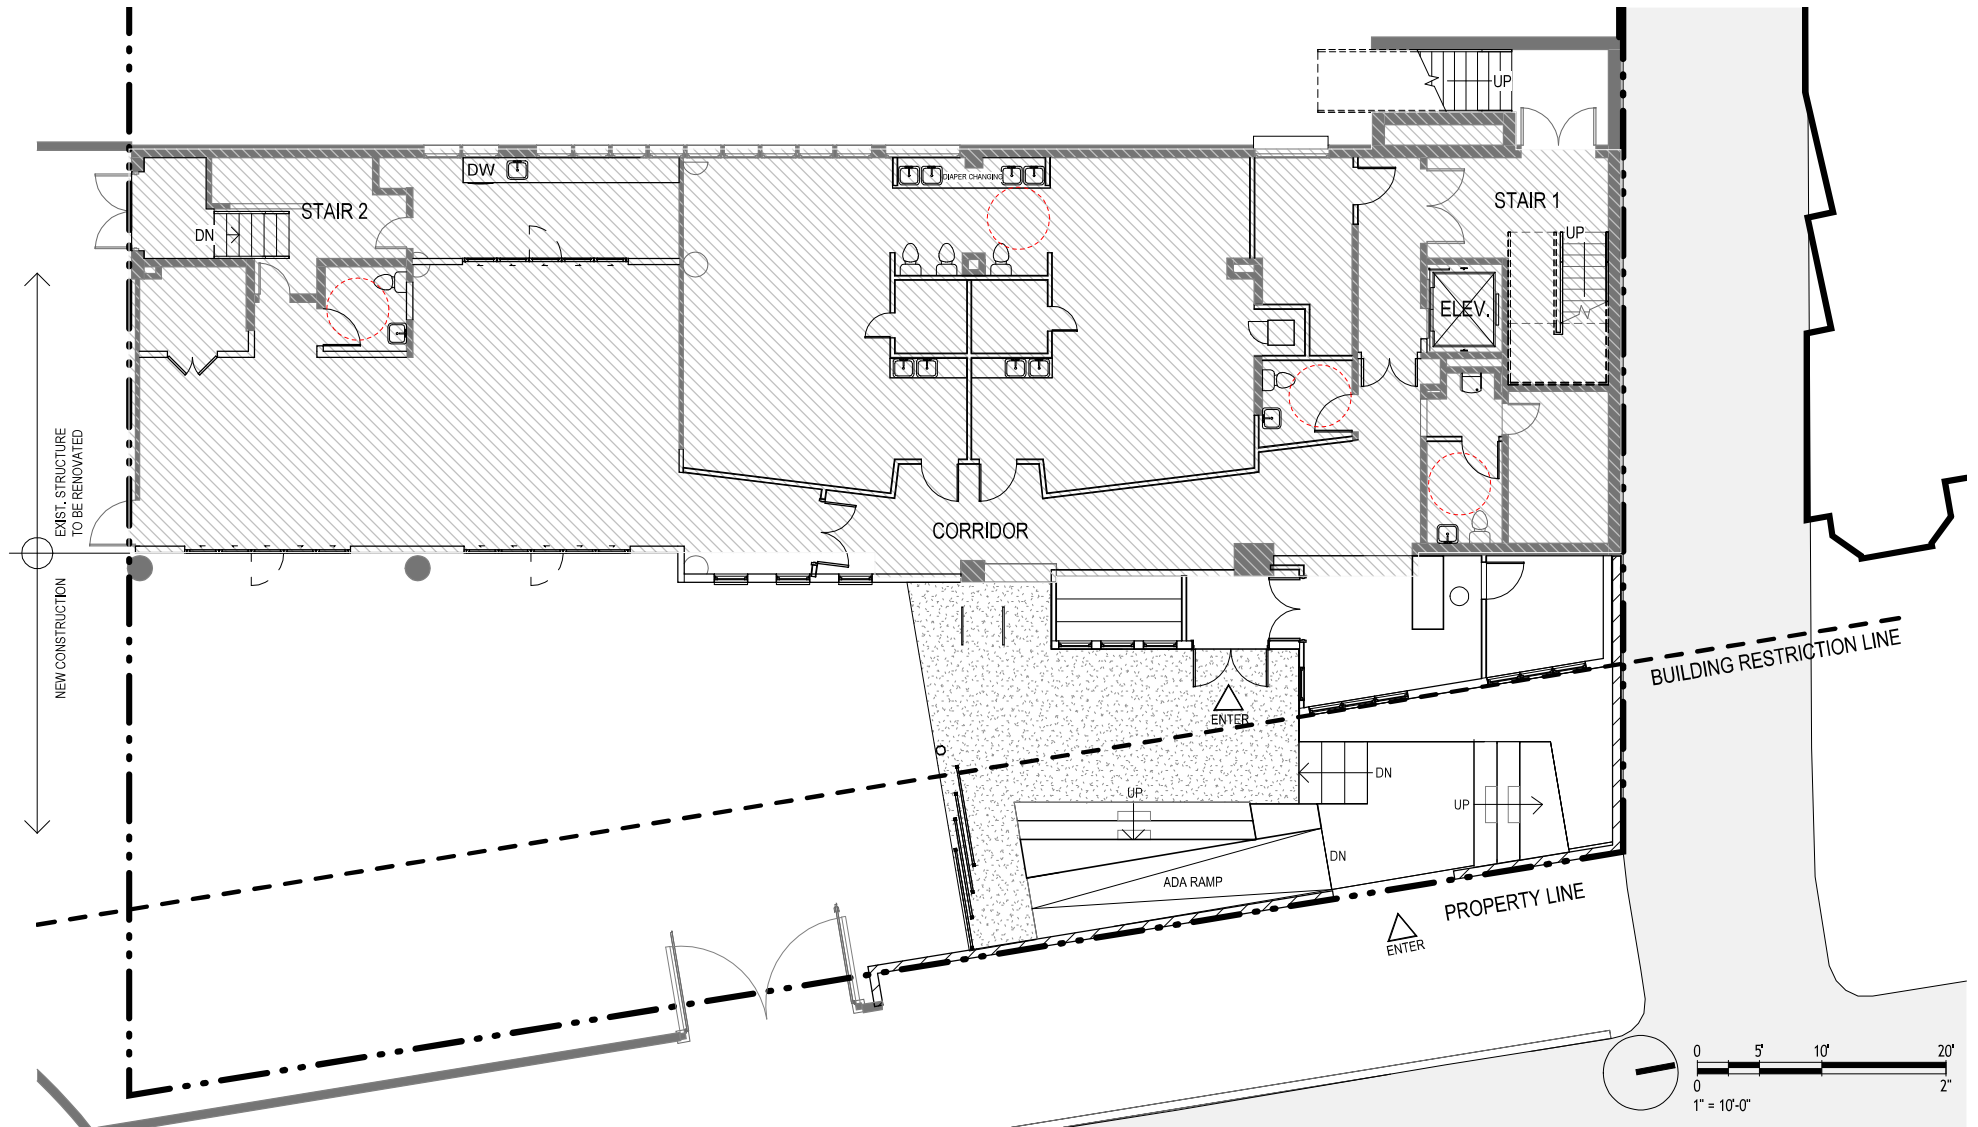 UP
DW
DIAPER CHANGING
STAIR 2
STAIR 1
DN
UP
ELEV.
EXIST. STRUCTURE
TO BE RENOVATED
CORRIDOR
NEW CONSTRUCTION
BUILDING RESTRICTION LINE
ENTER
DN
UP
UP
DN
ADA RAMP
PROPERTY LINE
ENTER
0 5' 10' 20'
0 2"
1" = 10'-0"